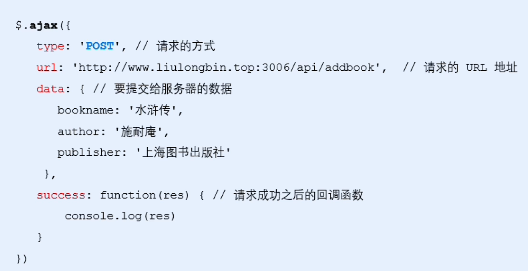 $.ajax({
type: 'POST', // 请求的方式
url: 'http://www.liulongbin.top:3006/api/addbook',  // 请求的 URL 地址
data: { // 要提交给服务器的数据
bookname: '水浒传',
author: '施耐庵',
publisher: '上海图书出版社'
},
success: function(res) { // 请求成功之后的回调函数
console.log(res)
}
})